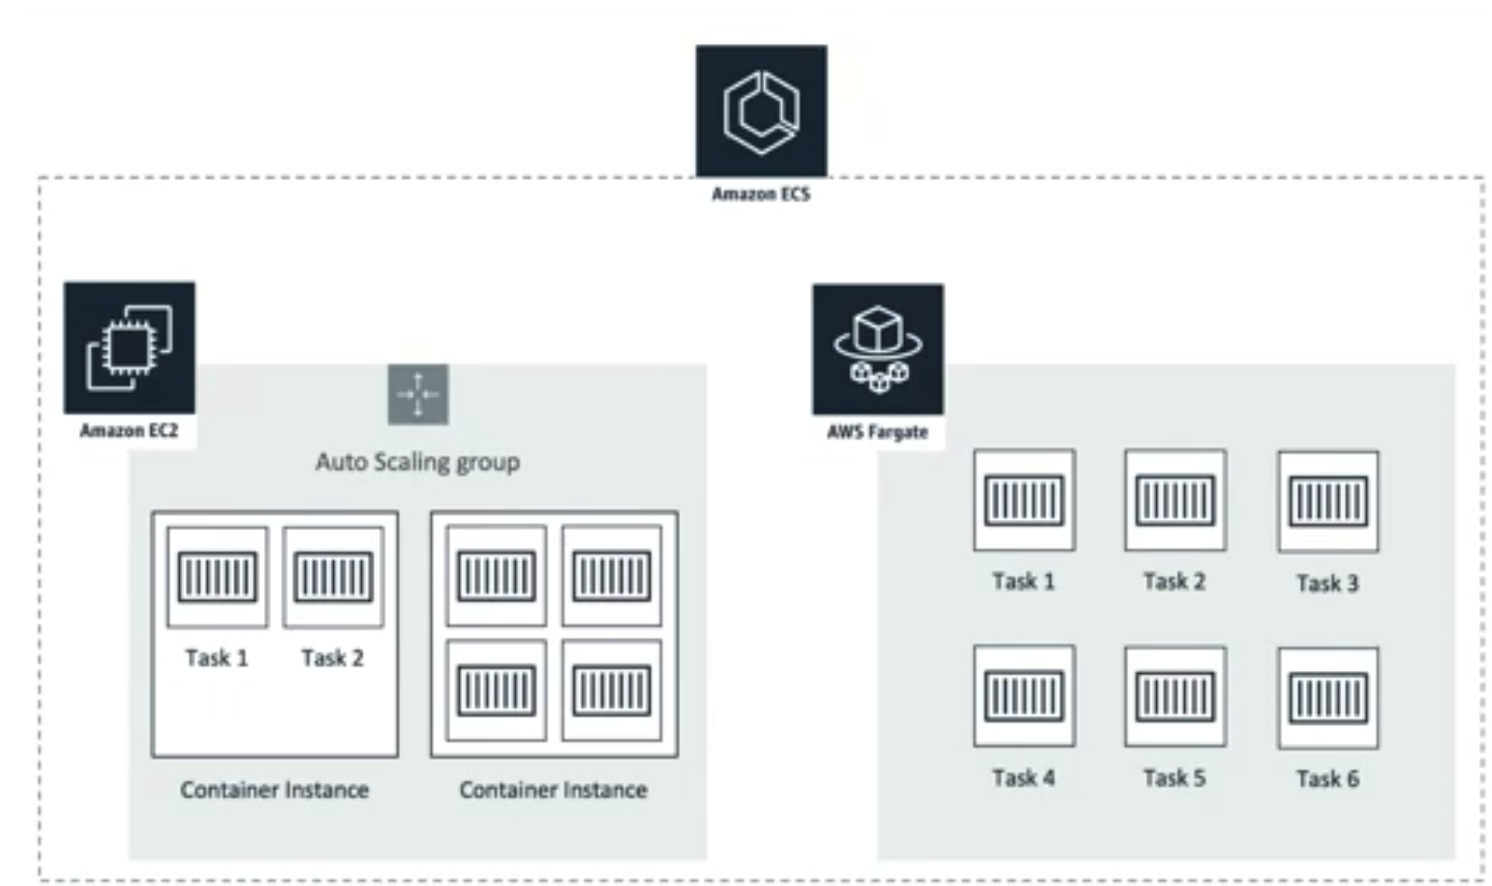 Amazon ECS
Amazon EC2
Auto Scaling group
Task 1
Task 2
Container Instance
Container Instance
AWS Fargate
Task 1
Task 2
Task 3
Task 4
Task 5
Task 6